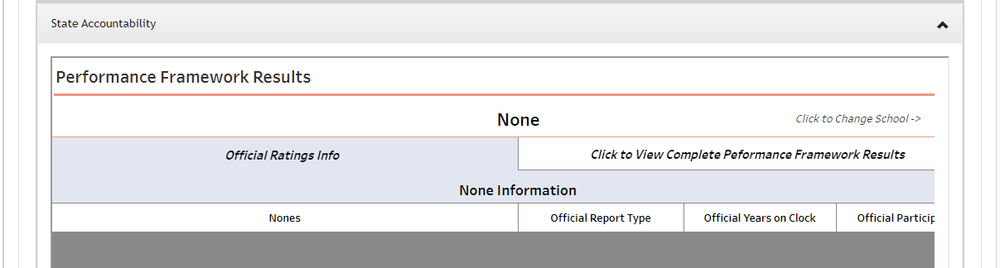 State Accountability
Performance Framework Results
None
Click to Change School ->
Official Ratings Info
Click to View Complete Peformance Framework Results
None Information
Nones
Official Report Type
Official Years on Clock
Official Particip